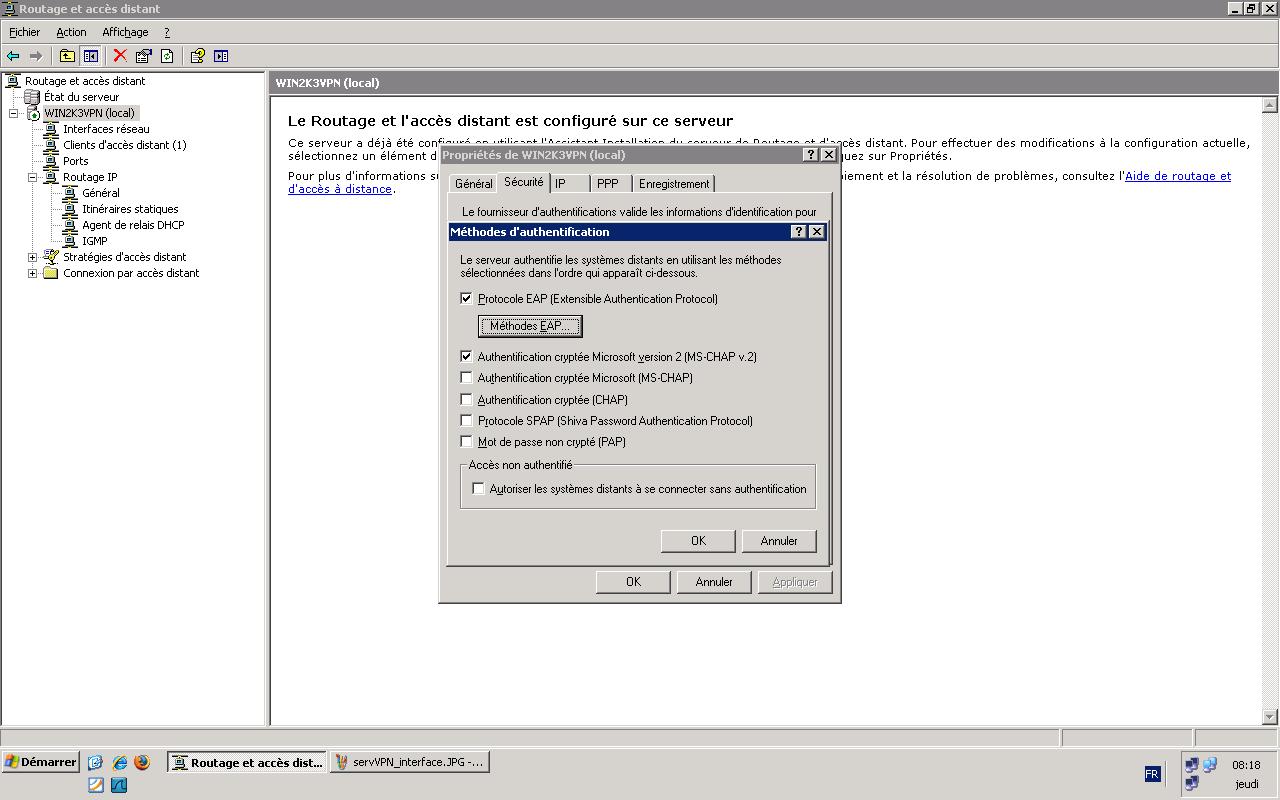 Routage et accès distant
Fichier Action Affichage ?
Routage et accès distant
État du serveur
WIN2K3VPN (local)
Interfaces réseau
Clients d'accès distant (1)
Ports
Routage IP
Général
Itinéraires statiques
Agent de relais DHCP
IGMP
Stratégies d'accès distant
Connexion par accès distant
WIN2K3VPN (local)
Le Routage et l'accès distant est configuré sur ce serveur
Ce serveur a déjà été configuré en utilisant l'Assistant Installation du serveur de Routage et d'accès distant. Pour effectuer des modifications à la configuration actuelle,
sélectionnez un élément d quez sur Propriétés.
Pour plus d'informations su iement et la résolution de problèmes, consultez l'Aide de routage et
d'accès à distance.
Propriétés de WIN2K3VPN (local)
Général Sécurité IP PPP Enregistrement
Le fournisseur d'authentifications valide les informations d'identification pour
Méthodes d'authentification
Le serveur authentifie les systèmes distants en utilisant les méthodes
sélectionnées dans l'ordre qui apparaît ci-dessous.
Protocole EAP (Extensible Authentication Protocol)
Méthodes EAP...
Authentification cryptée Microsoft version 2 (MS-CHAP v.2)
Authentification cryptée Microsoft (MS-CHAP)
Authentification cryptée (CHAP)
Protocole SPAP (Shiva Password Authentication Protocol)
Mot de passe non crypté (PAP)
Accès non authentifié
Autoriser les systèmes distants à se connecter sans authentification
OK Annuler
OK Annuler Appliquer
Démarrer Routage et accès dist... servVPN_interface.JPG -... FR 08:18
jeudi